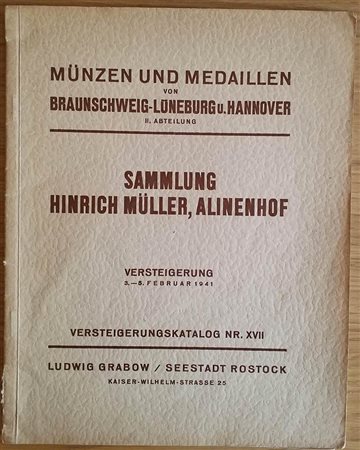 MÜNZEN UND MEDAILLEN
VON
BRAUNSCHWEIG-LÜNEBURG U. HANNOVER
II. ABTEILUNG
SAMMLUNG
HINRICH MÜLLER, ALINENHOF
VERSTEIGERUNG
3.—5. FEBRUAR 1941
VERSTEIGERUNGSKATALOG NR. XVII
LUDWIG GRABOW / SEESTADT ROSTOCK
KAISER-WILHELM-STRASSE 25